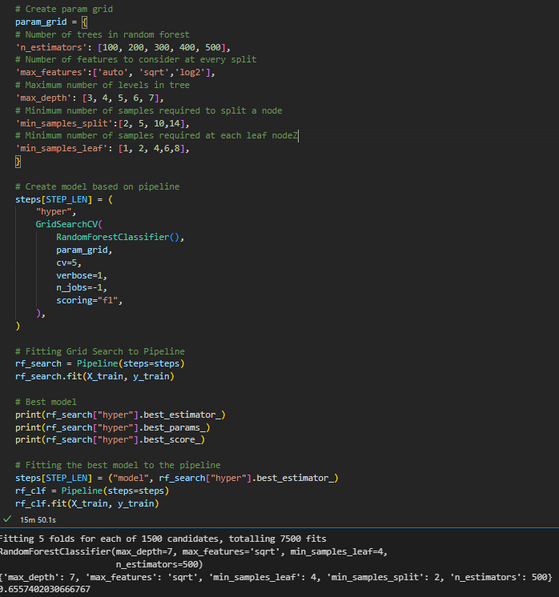 # Create param grid
param_grid = {
# Number of trees in random forest
'n_estimators': [100, 200, 300, 400, 500],
# Number of features to consider at every split
'max_features':['auto', 'sqrt','log2'],
# Maximum number of levels in tree
'max_depth': [3, 4, 5, 6, 7],
# Minimum number of samples required to split a node
'min_samples_split':[2, 5, 10,14],
# Minimum number of samples required at each leaf nodeZ
'min_samples_leaf': [1, 2, 4,6,8],
}
# Create model based on pipeline
steps[STEP_LEN] = (
"hyper",
GridSearchCV(
RandomForestClassifier(),
param_grid,
cv=5,
verbose=1,
n_jobs=-1,
scoring="f1",
),
)
# Fitting Grid Search to Pipeline
rf_search = Pipeline(steps=steps)
rf_search.fit(X_train, y_train)
# Best model
print(rf_search["hyper"].best_estimator_)
print(rf_search["hyper"].best_params_)
print(rf_search["hyper"].best_score_)
# Fitting the best model to the pipeline
steps[STEP_LEN] = ("model", rf_search["hyper"].best_estimator_)
rf_clf = Pipeline(steps=steps)
rf_clf.fit(X_train, y_train)
15m 50.1s
Fitting 5 folds for each of 1500 candidates, totalling 7500 fits
RandomForestClassifier(max_depth=7, max_features='sqrt', min_samples_leaf=4,
n_estimators=500)
{'max_depth': 7, 'max_features': 'sqrt', 'min_samples_leaf': 4, 'min_samples_split': 2, 'n_estimators': 500}
0.6557402030666767